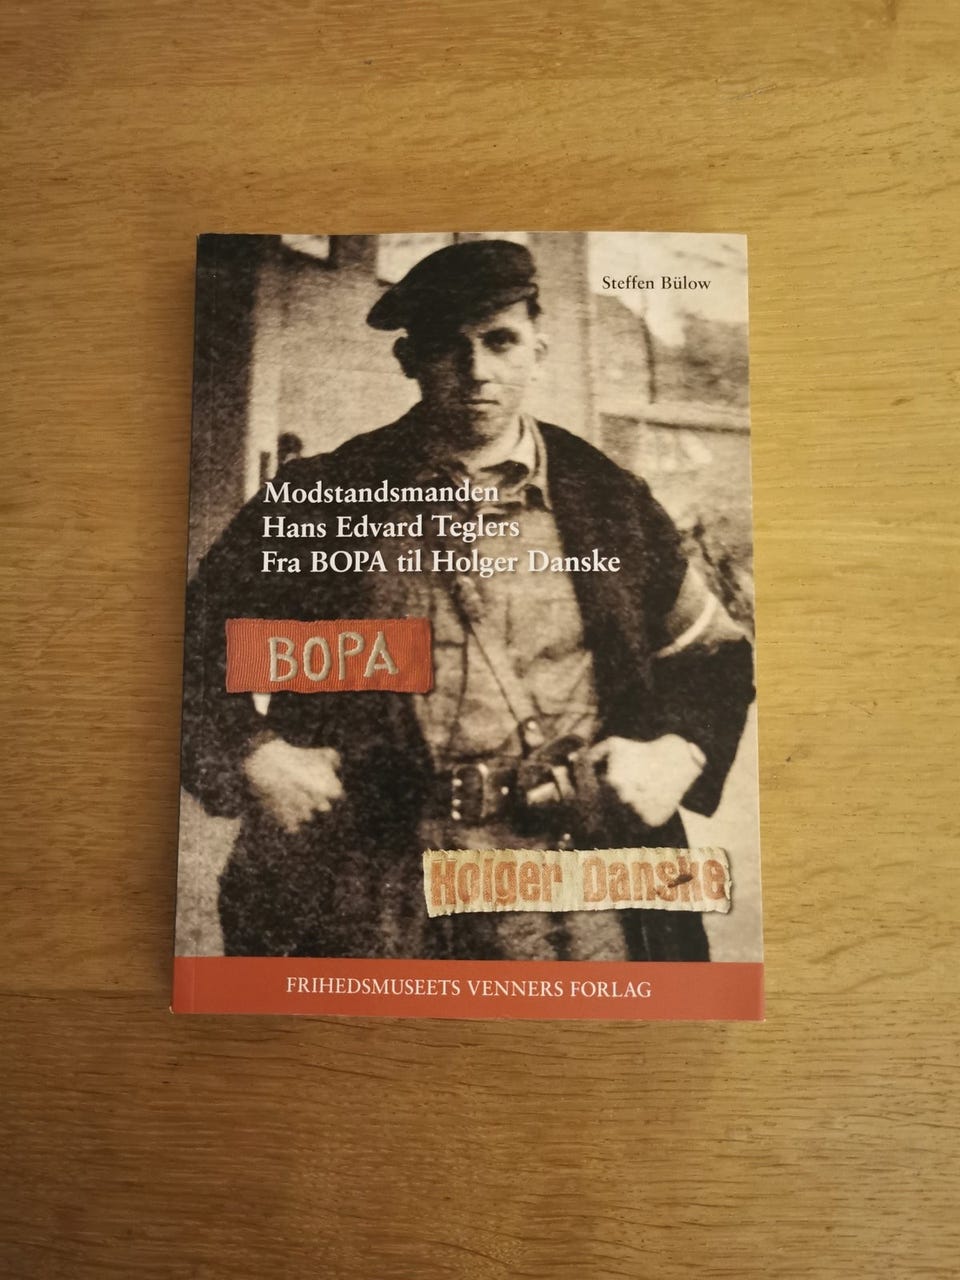 Steffen Bülow
Modstandsmanden
Hans Edvard Teglers
Fra BOPA til Holger Danske
BOPA
Holger Danske
FRIHEDSMUSEETS VENNERS FORLAG